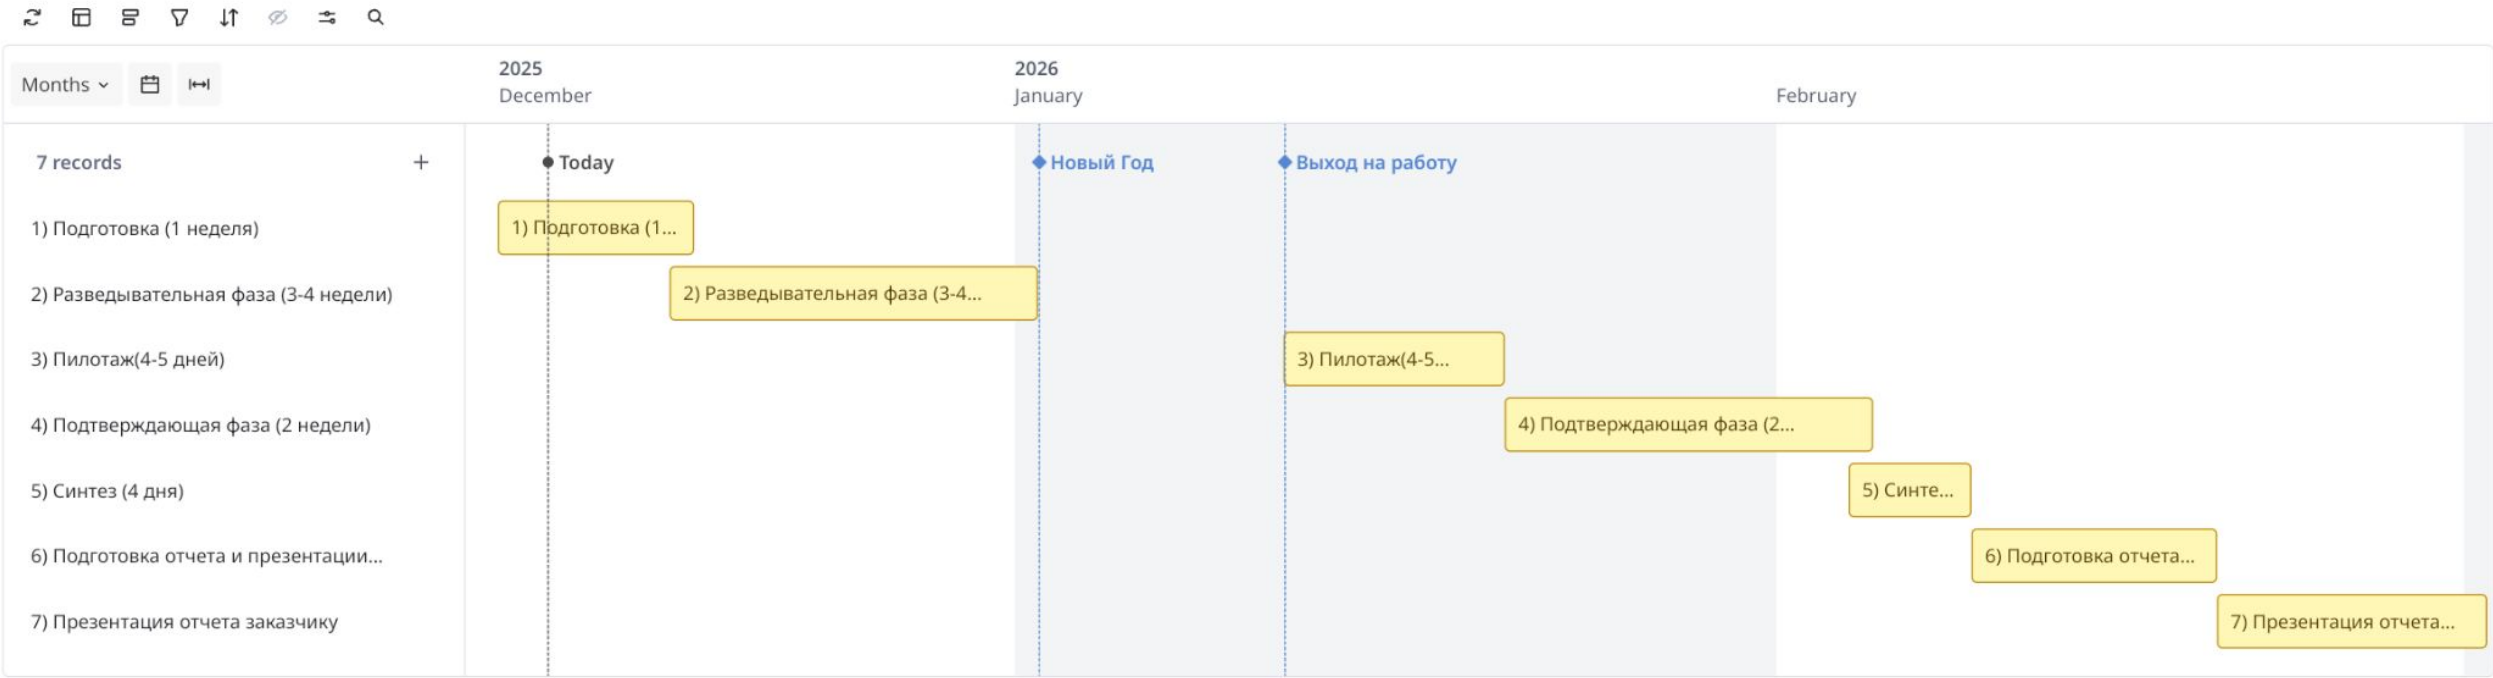 2025
2026
Months
December
January
February
7 records
Today
Новый Год
Выход на работу
1) Подготовка (1 неделя)
1) Подготовка (1...
2) Разведывательная фаза (3-4 недели)
2) Разведывательная фаза (3-4...
3) Пилотаж(4-5 дней)
3) Пилотаж(4-5...
4) Подтверждающая фаза (2 недели)
4) Подтверждающая фаза (2...
5) Синтез (4 дня)
5) Синте...
6) Подготовка отчета и презентации...
6) Подготовка отчета...
7) Презентация отчета заказчику
7) Презентация отчета...